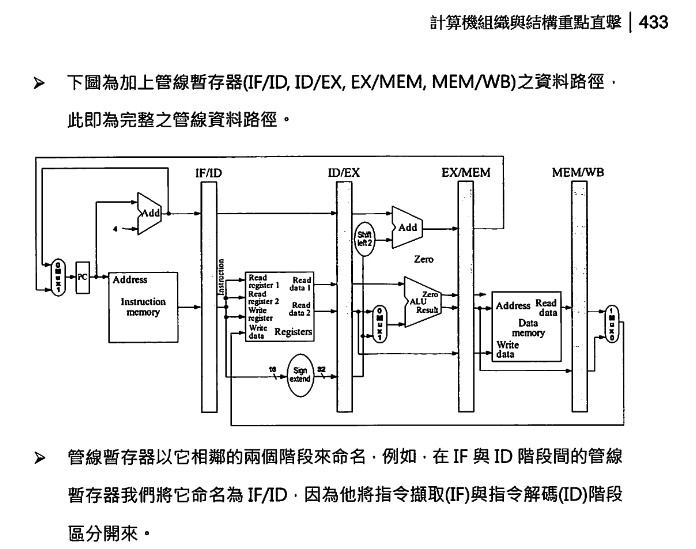 計算機組織與結構重點直擊 | 433
➢ 下圖為加上管線暫存器(IF/ID, ID/EX, EX/MEM, MEM/WB)之資料路徑，
此即為完整之管線資料路徑。
IF/ID
ID/EX
EX/MEM
MEM/WB
Add
4
0
Mux
1
PC
Address
Instruction
memory
Instruction
Read
register 1
Read
register 2
Write
register
Write
data
Read
data 1
Read
data 2
Registers
16
Sign
extend
32
Shift
left 2
Add
Zero
0
Mux
1
Zero
ALU
Result
Address
Read
data
Data
memory
Write
data
1
Mux
0
➢ 管線暫存器以它相鄰的兩個階段來命名，例如，在 IF 與 ID 階段間的管線
暫存器我們將它命名為 IF/ID，因為他將指令擷取(IF)與指令解碼(ID)階段
區分開來。